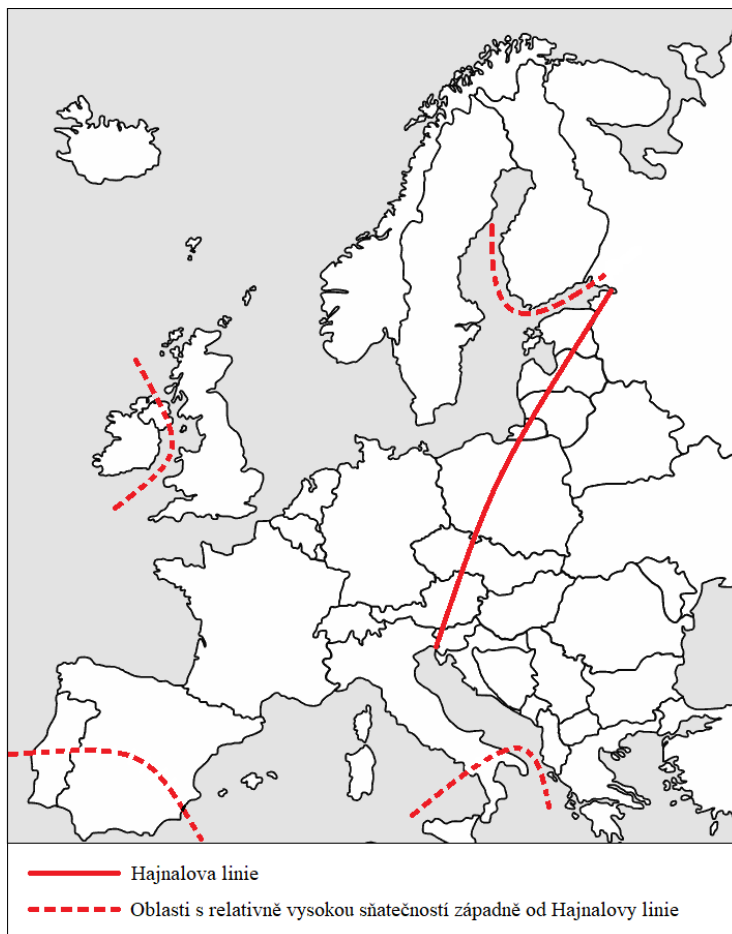 Hajnalova linie
Oblasti s relativně vysokou sňatečností západně od Hajnalovy linie